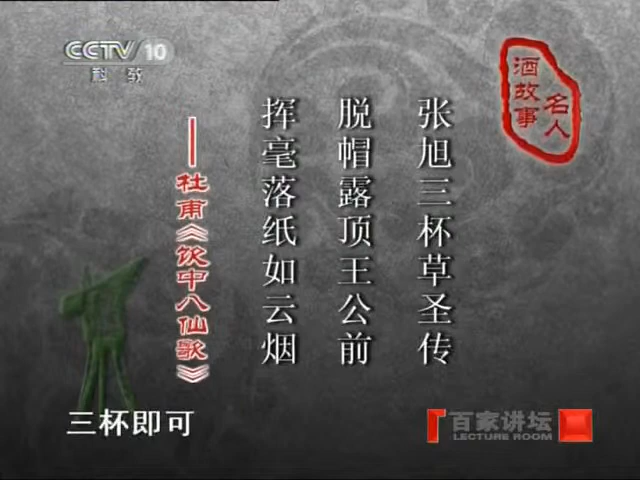 CCTV 10
科教
名人
酒故事
张旭三杯草圣传
脱帽露顶王公前
挥毫落纸如云烟
——杜甫《饮中八仙歌》
三杯即可
百家讲坛
LECTURE ROOM